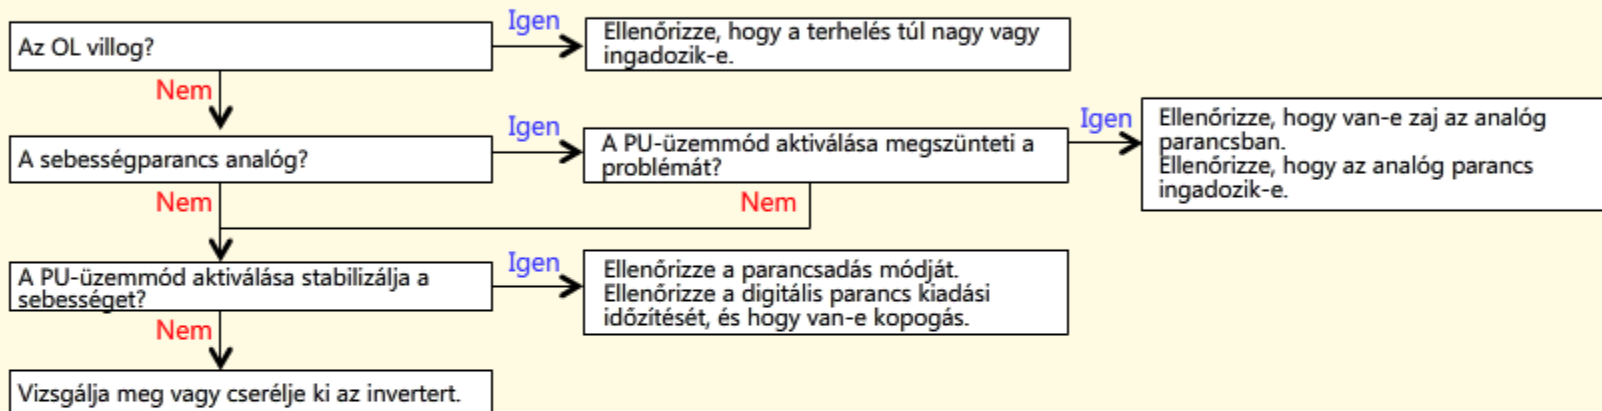 Az OL villog?
Igen
Ellenőrizze, hogy a terhelés túl nagy vagy
ingadozik-e.
Nem
A sebességparancs analóg?
Igen
A PU-üzemmód aktiválása megszünteti a
problémát?
Igen
Ellenőrizze, hogy van-e zaj az analóg
parancsban.
Ellenőrizze, hogy az analóg parancs
ingadozik-e.
Nem
Nem
A PU-üzemmód aktiválása stabilizálja a
sebességet?
Igen
Ellenőrizze a parancsadás módját.
Ellenőrizze a digitális parancs kiadási
időzítését, és hogy van-e kopogás.
Nem
Vizsgálja meg vagy cserélje ki az invertert.